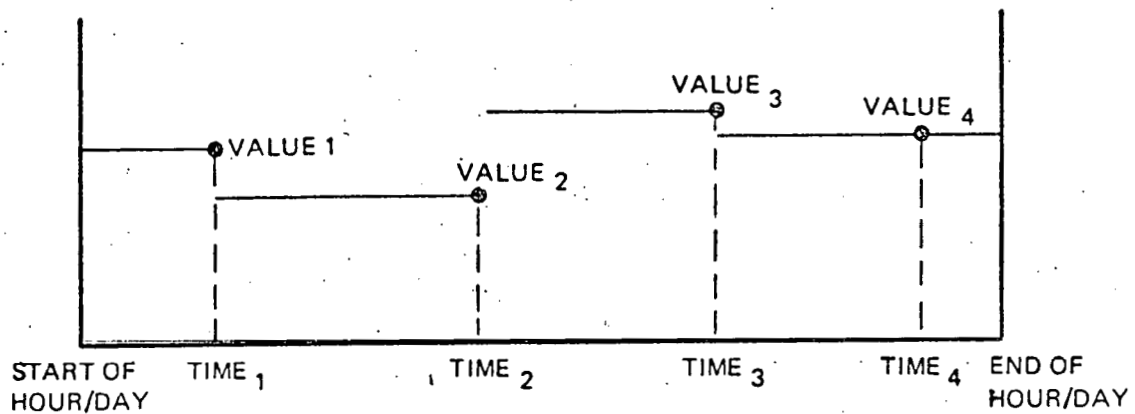 VALUE 3
VALUE 4
VALUE 1
VALUE 2
START OF HOUR/DAY
TIME 1
TIME 2
TIME 3
TIME 4
END OF HOUR/DAY